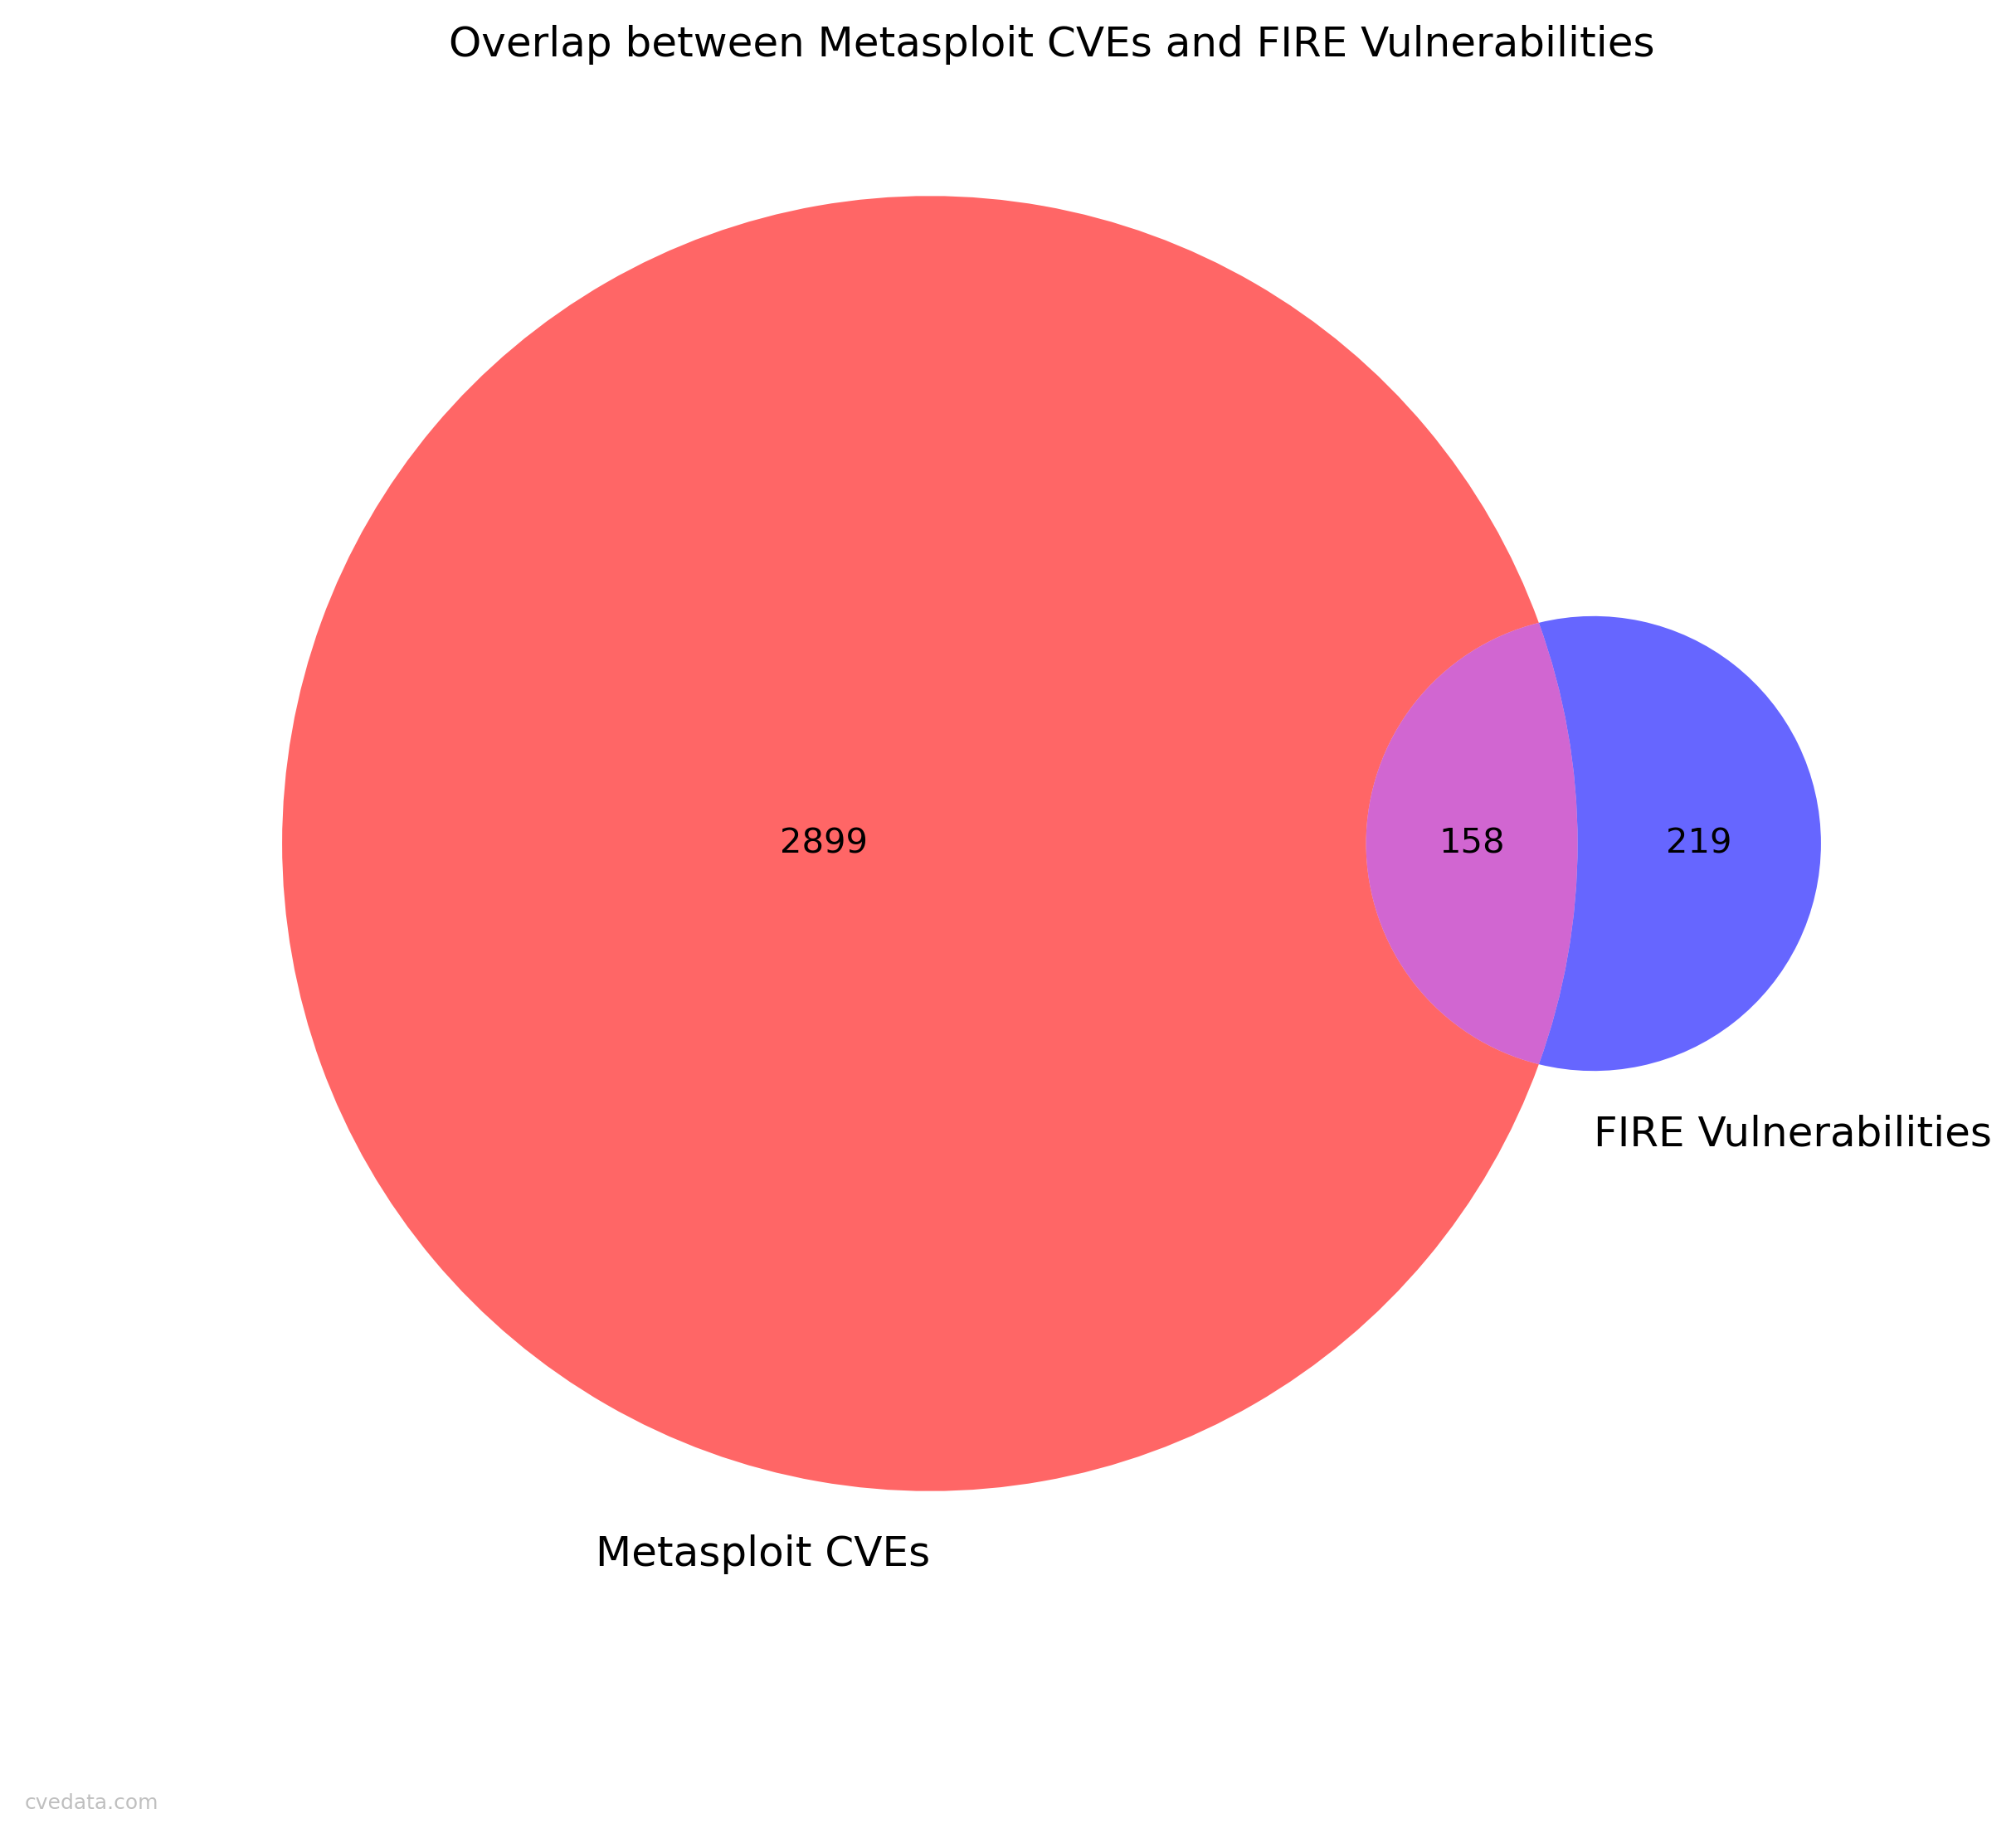 Overlap between Metasploit CVEs and FIRE Vulnerabilities
2899
158
219
FIRE Vulnerabilities
Metasploit CVEs
cvedata.com